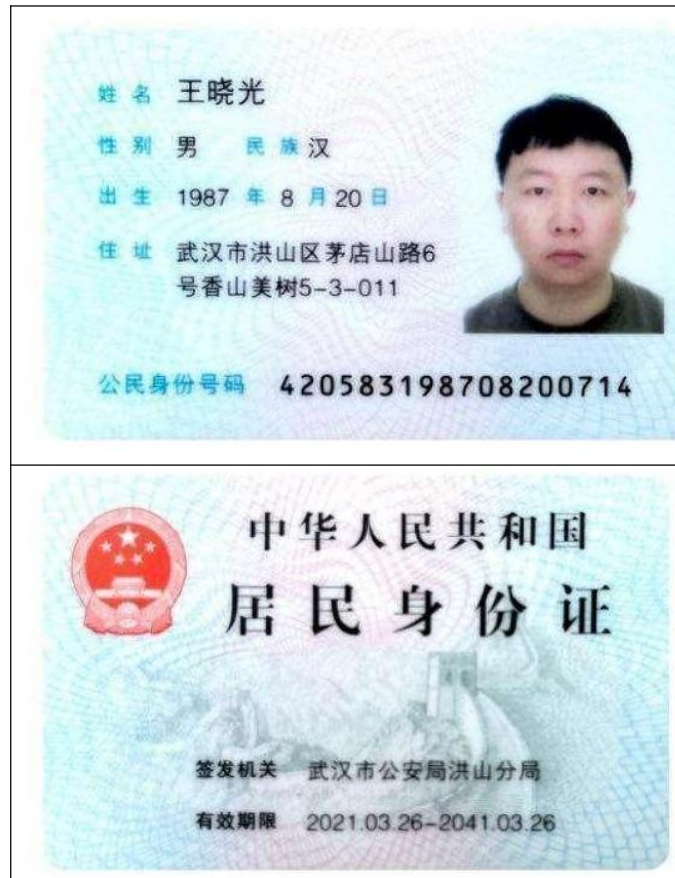 姓名 王晓光
性别 男 民族 汉
出生 1987 年 8 月 20 日
住址 武汉市洪山区茅店山路6
号香山美树5-3-011
公民身份号码 420583198708200714
中华人民共和国
居民身份证
签发机关 武汉市公安局洪山分局
有效期限 2021.03.26-2041.03.26